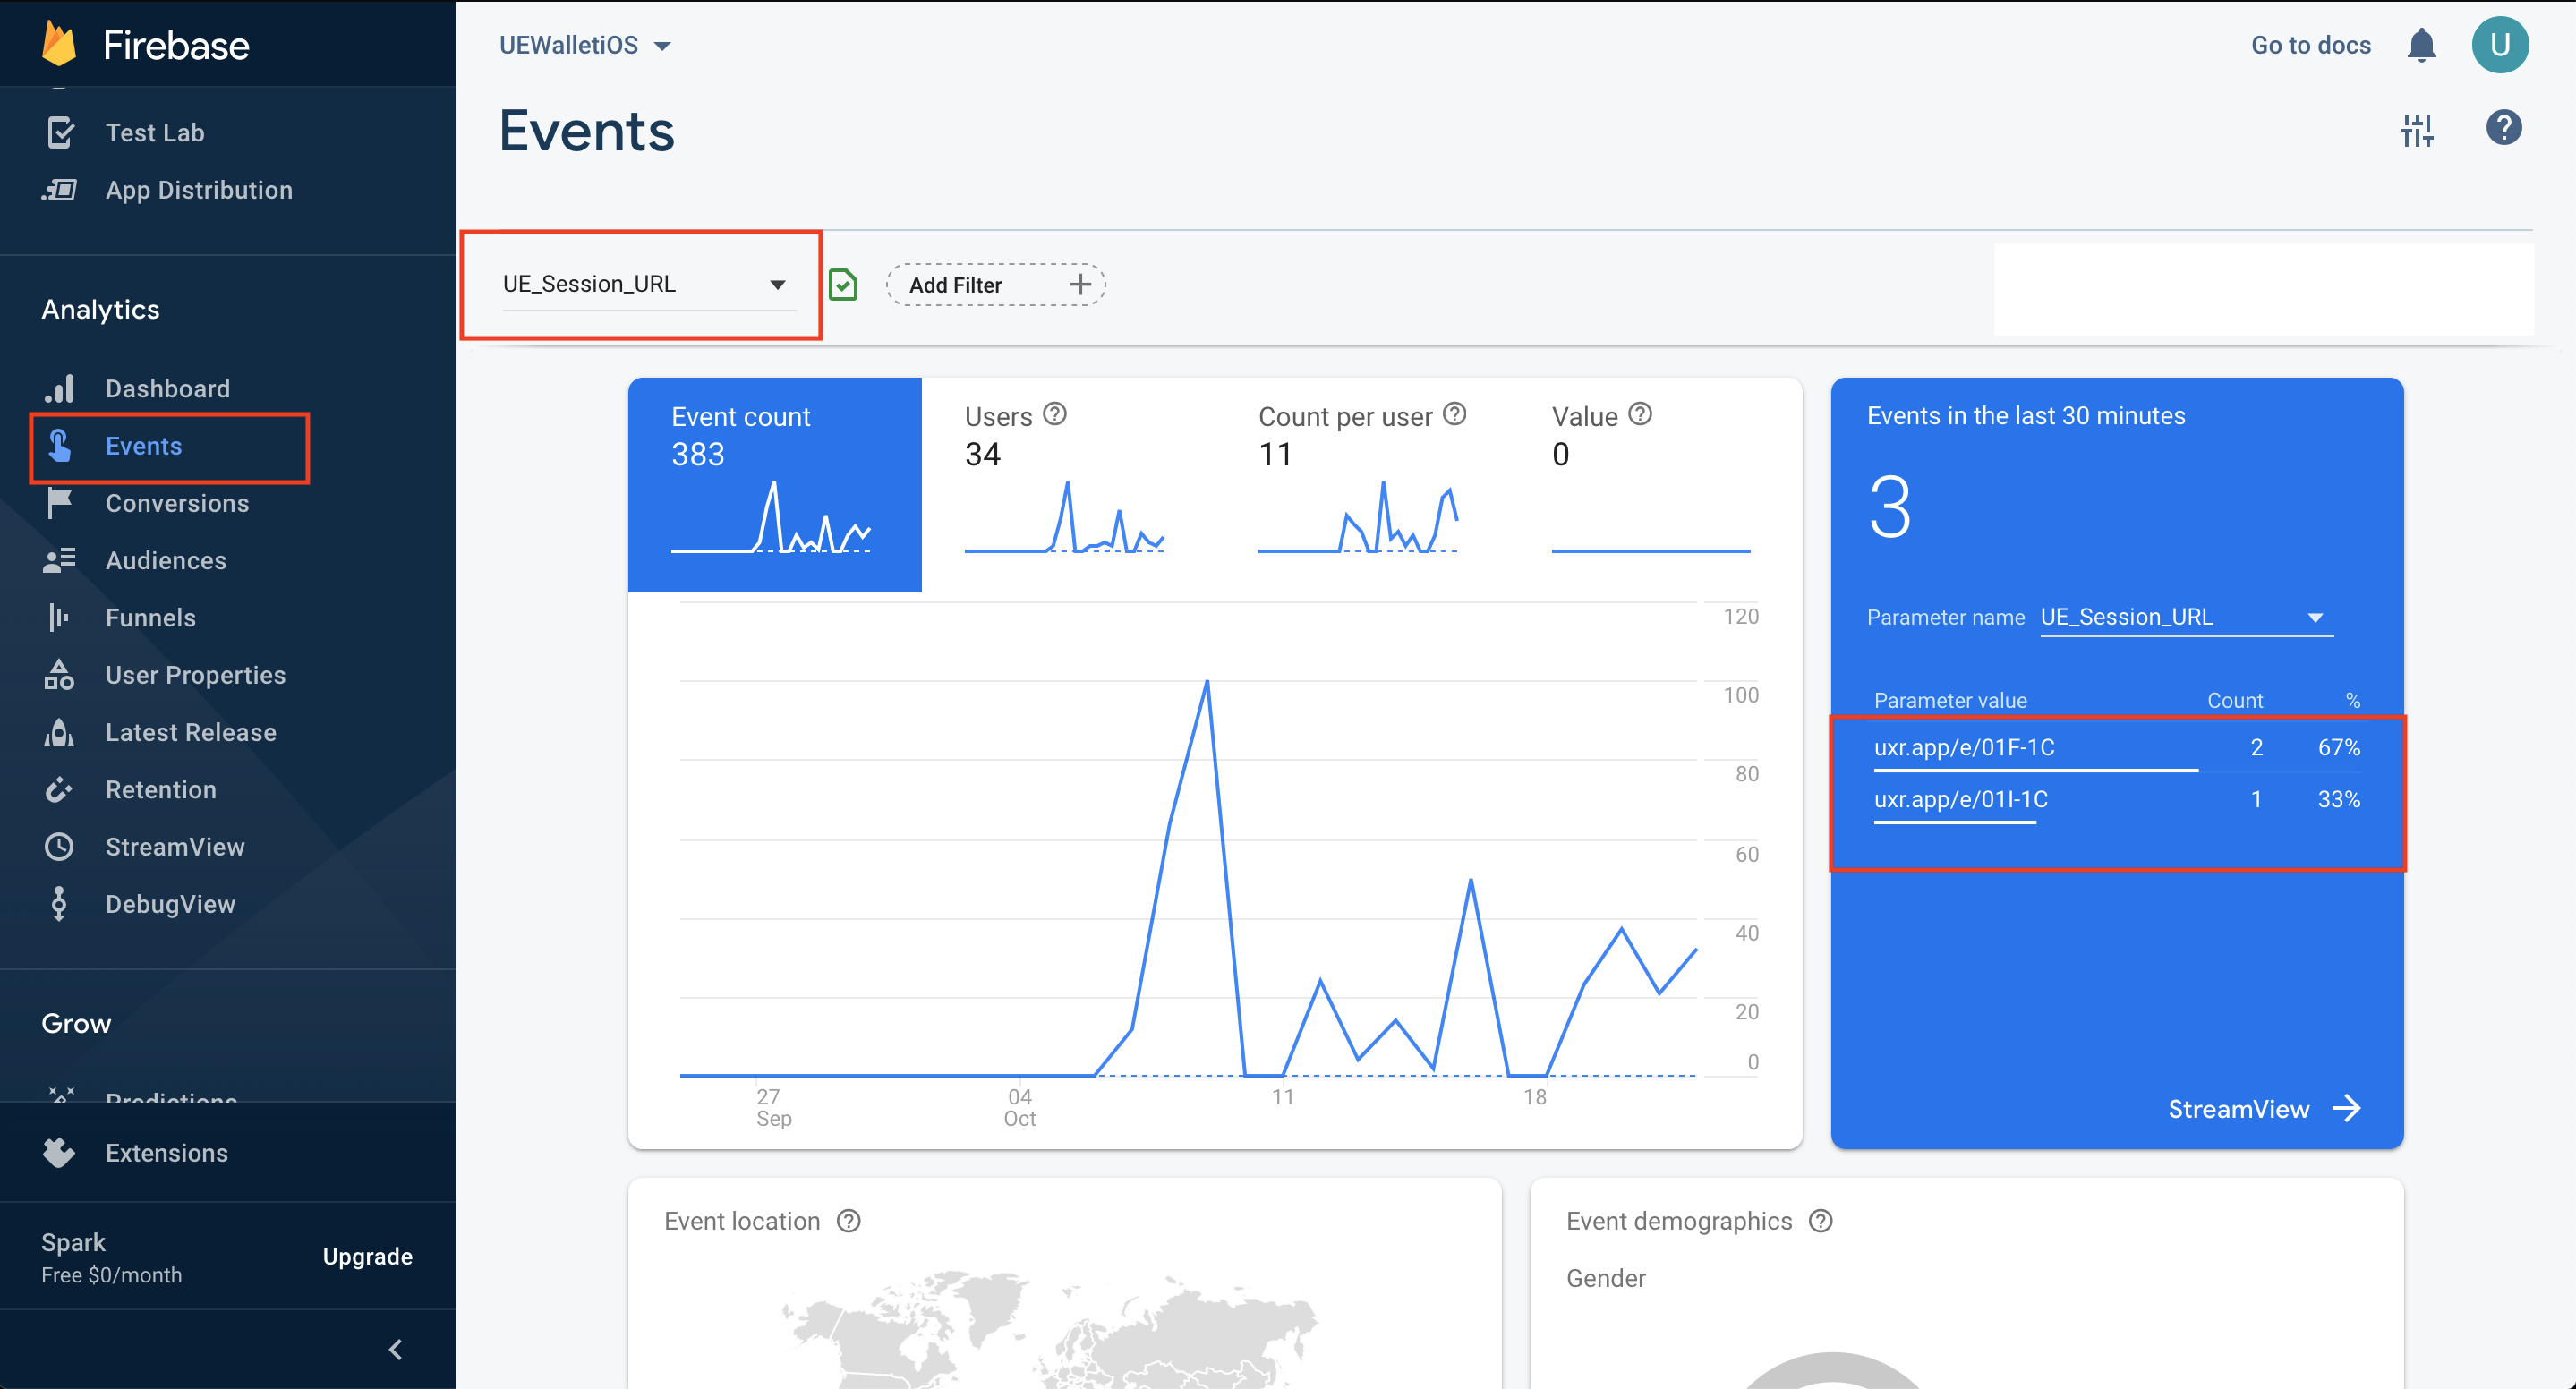 Firebase
Test Lab
App Distribution
Analytics
Dashboard
Events
Conversions
Audiences
Funnels
User Properties
Latest Release
Retention
StreamView
DebugView
Grow
Predictions
Extensions
Spark
Free $0/month
Upgrade
UEWalletiOS
Go to docs
U
Events
UE_Session_URL
Add Filter
Event count
383
Users
34
Count per user
11
Value
0
120
100
80
60
40
20
0
27
Sep
04
Oct
11
18
Events in the last 30 minutes
3
Parameter name UE_Session_URL
Parameter value Count %
uxr.app/e/01F-1C 2 67%
uxr.app/e/01I-1C 1 33%
StreamView
Event location
Event demographics
Gender